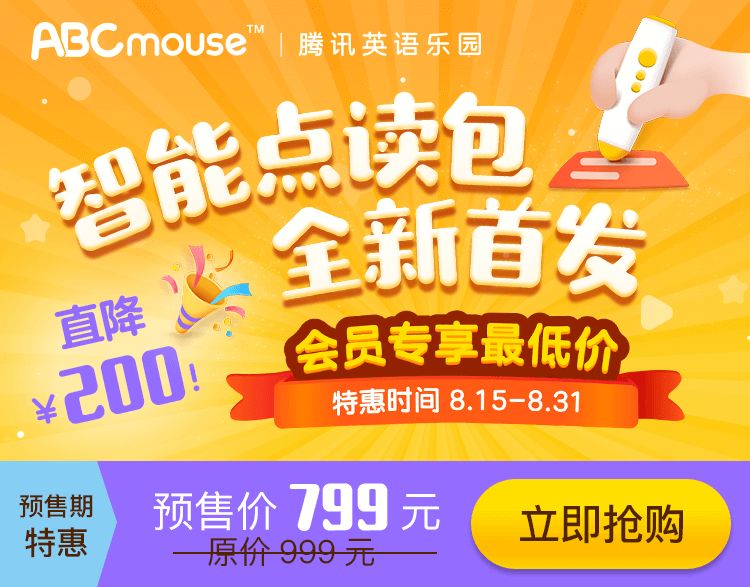 ABCmouse™ | 腾讯英语乐园
智能点读包
全新首发
直降
¥200!
会员专享最低价
特惠时间 8.15-8.31
预售期
特惠
预售价 799 元
原价 999 元
立即抢购